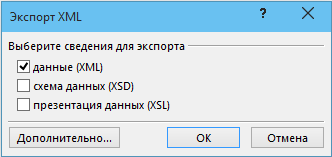 Экспорт XML
?
Выберите сведения для экспорта
данные (XML)
схема данных (XSD)
презентация данных (XSL)
Дополнительно... ОК Отмена